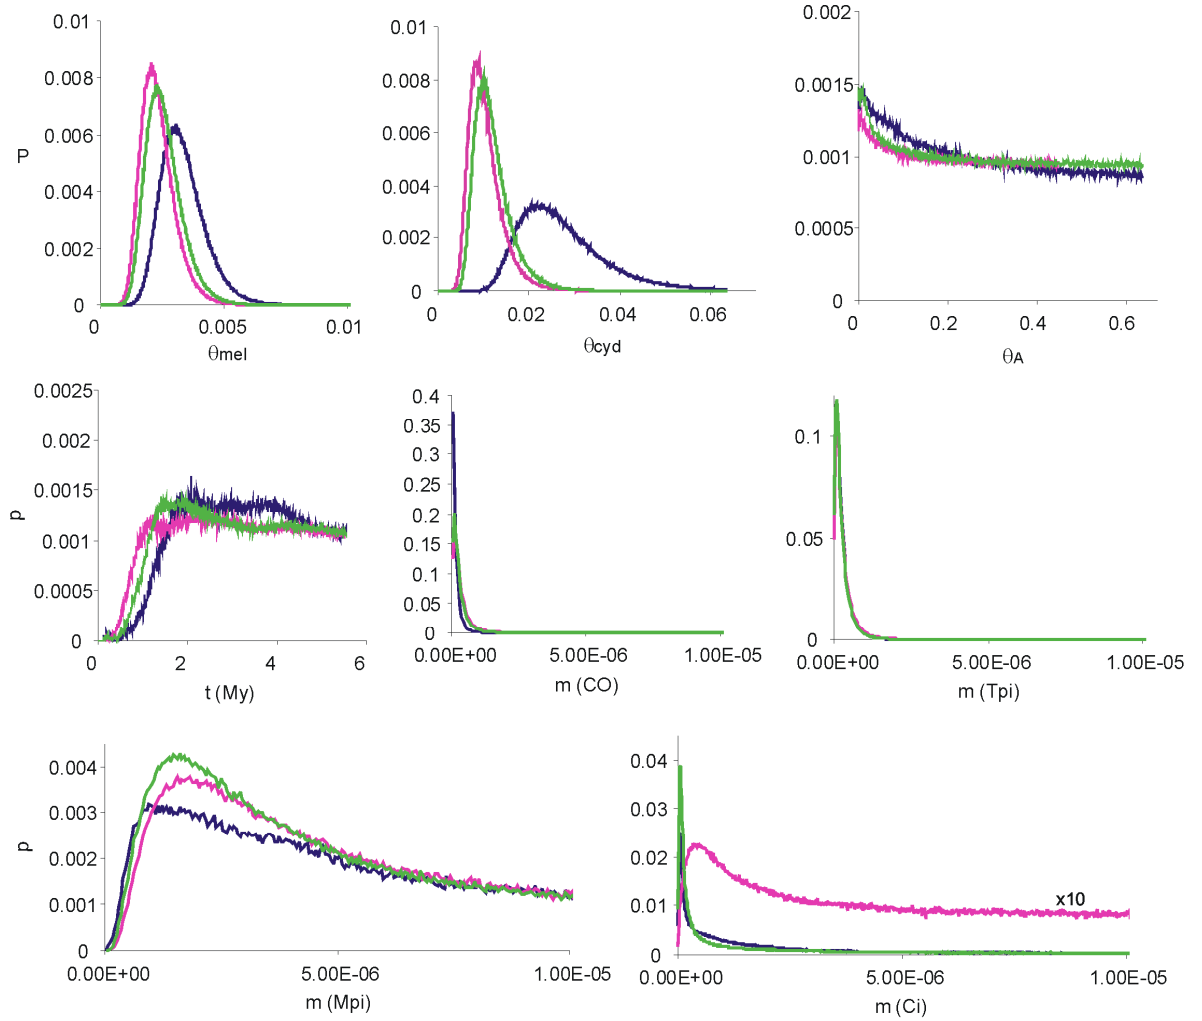 0.01
0.008
0.006
0.004
0.002
0
P
0
0.005
0.01
θmel
0.01
0.008
0.006
0.004
0.002
0
0
0.02
0.04
0.06
θcyd
0.002
0.0015
0.001
0.0005
0
0
0.2
0.4
0.6
θA
0.0025
0.002
0.0015
0.001
0.0005
0
p
0
2
4
6
t (My)
0.4
0.35
0.3
0.25
0.2
0.15
0.1
0.05
0
0.00E+00
5.00E-06
1.00E-05
m (CO)
0.1
0.05
0
0.00E+00
5.00E-06
1.00E-05
m (Tpi)
0.004
0.003
0.002
0.001
0
p
0.00E+00
5.00E-06
1.00E-05
m (Mpi)
0.04
0.03
0.02
0.01
0
x10
0.00E+00
5.00E-06
1.00E-05
m (Ci)